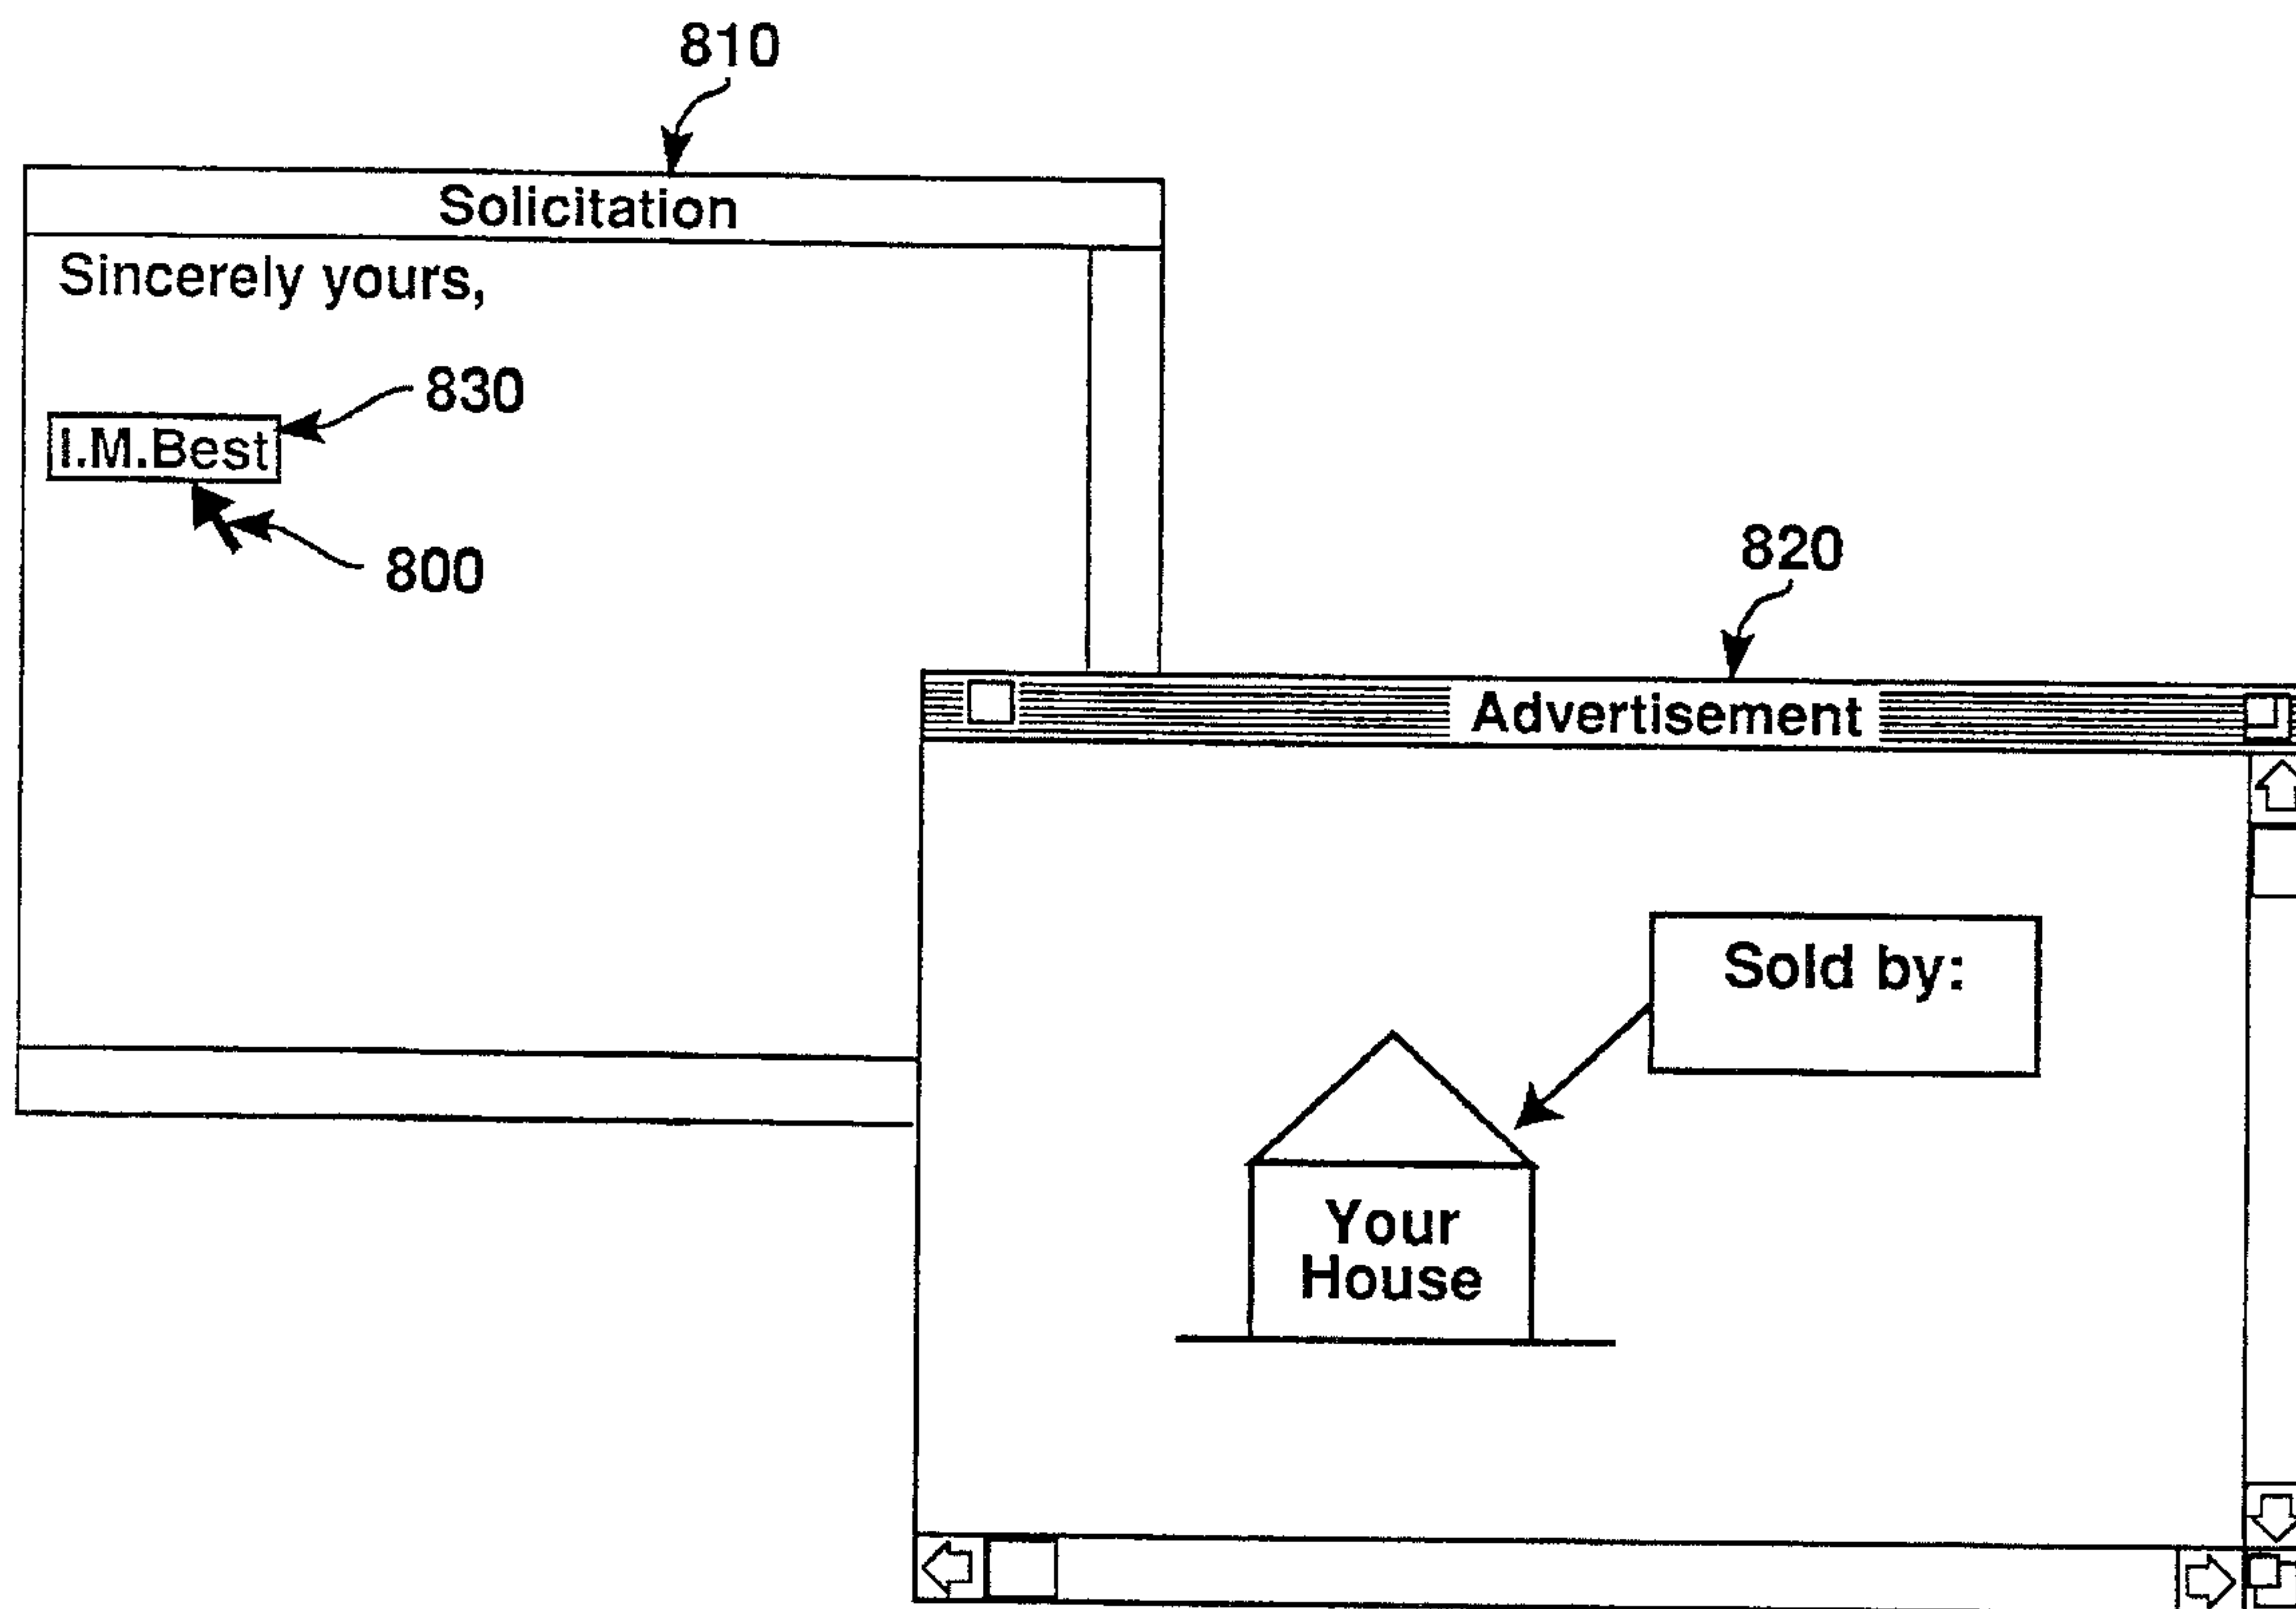 810
Solicitation
Sincerely yours,
830
I.M.Best
800
820
Advertisement
Sold by:
Your
House